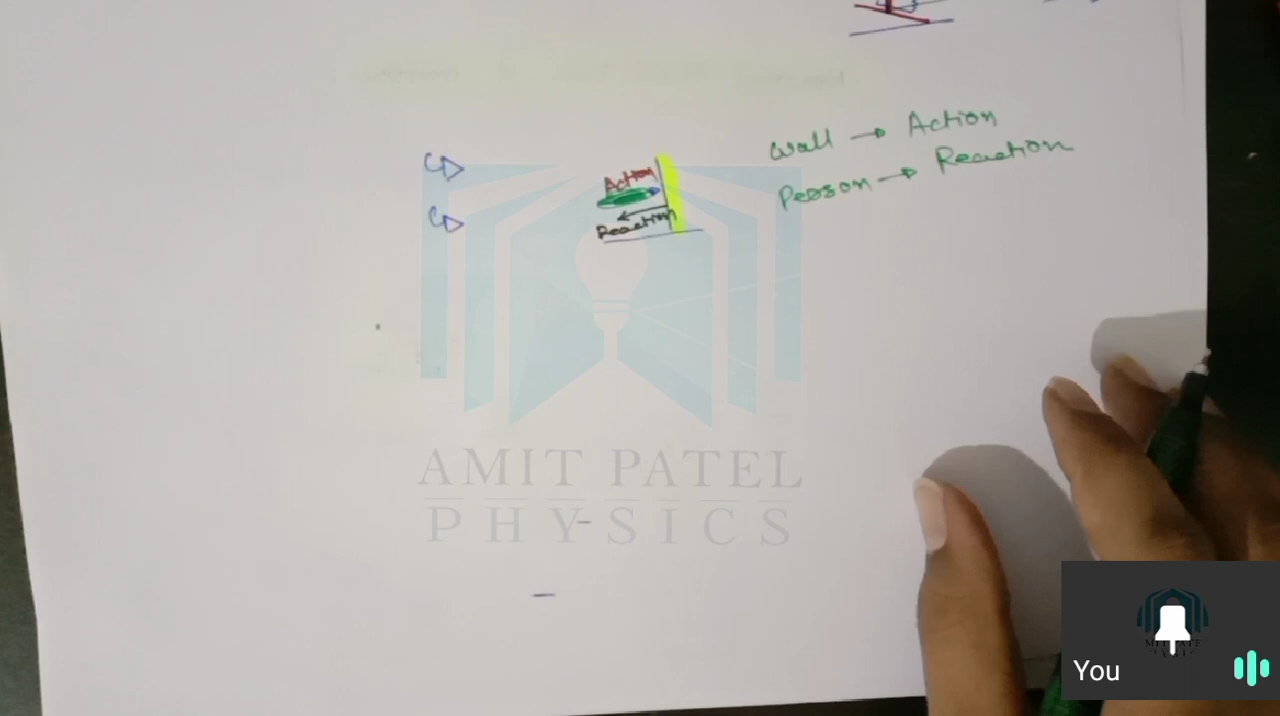 Wall → Action
Person → Reaction
Action
Reaction
AMIT PATEL
PHYSICS
You